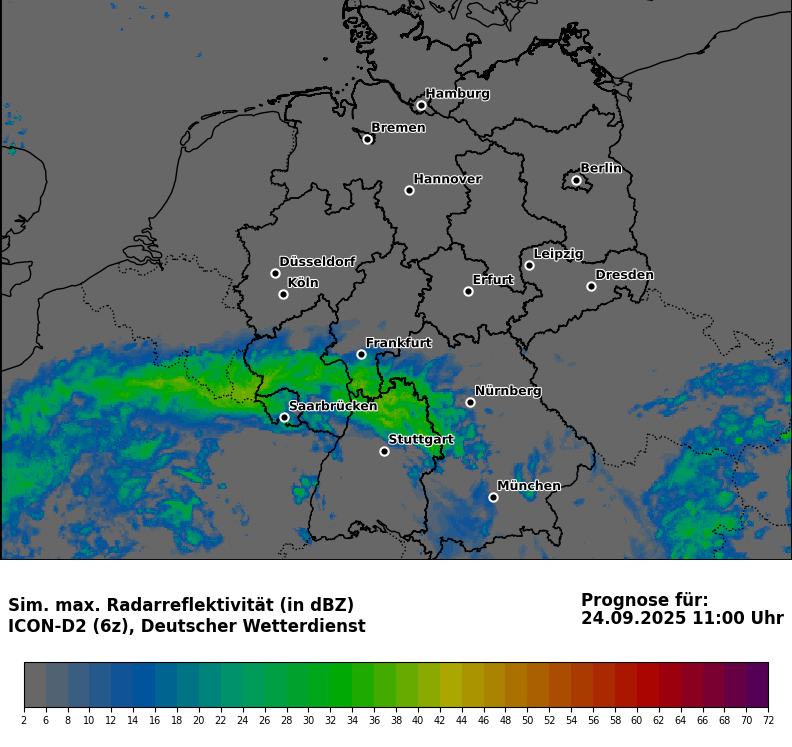 Hamburg
Bremen
Berlin
Hannover
Leipzig
Düsseldorf
Dresden
Köln
Erfurt
Frankfurt
Nürnberg
Saarbrücken
Stuttgart
München
Sim. max. Radarreflektivität (in dBZ)
ICON-D2 (6z), Deutscher Wetterdienst
Prognose für:
24.09.2025 11:00 Uhr
2 6 8 10 12 14 16 18 20 22 24 26 28 30 32 34 36 38 40 42 44 46 48 50 52 54 56 58 60 62 64 66 68 70 72